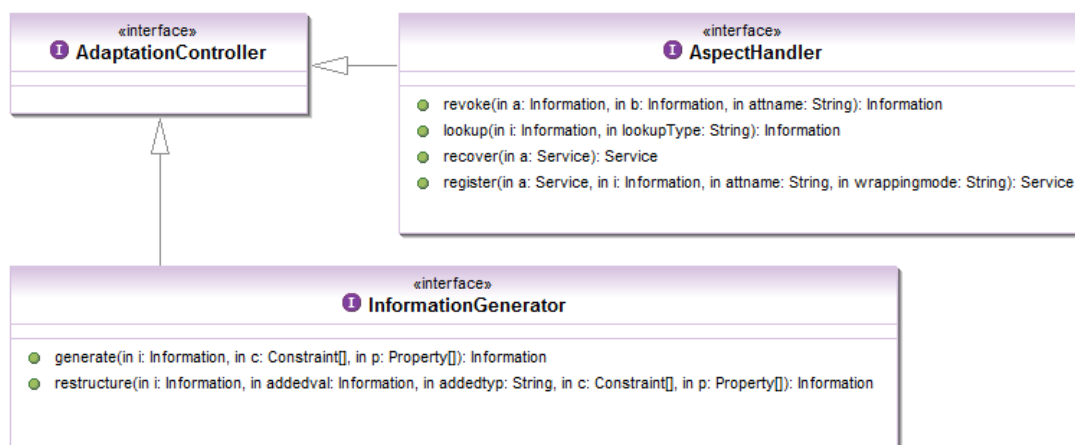 «interface»
I AdaptationController
«interface»
I AspectHandler
revoke(in a: Information, in b: Information, in attname: String): Information
lookup(in i: Information, in lookupType: String): Information
recover(in a: Service): Service
register(in a: Service, in i: Information, in attname: String, in wrappingmode: String): Service
«interface»
I InformationGenerator
generate(in i: Information, in c: Constraint[], in p: Property[]): Information
restructure(in i: Information, in addedval: Information, in addedtyp: String, in c: Constraint[], in p: Property[]): Information